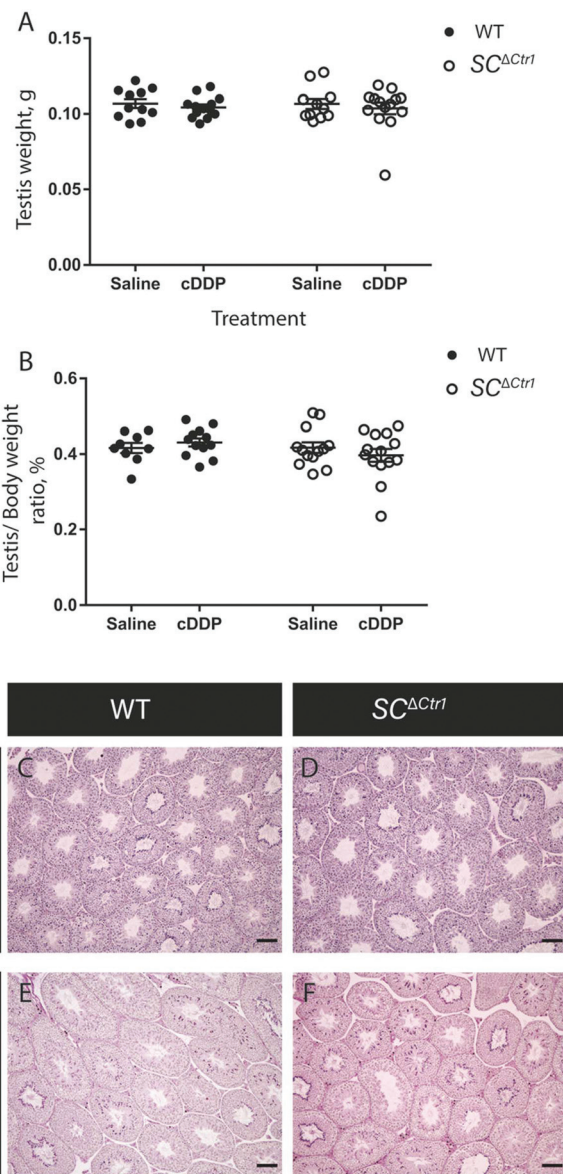 A
0.15
0.10
0.05
0.00
Testis weight, g
WT
SC^ΔCtr1
Saline cDDP Saline cDDP
Treatment
B
0.6
0.4
0.2
0.0
Testis/ Body weight
ratio, %
WT
SC^ΔCtr1
Saline cDDP Saline cDDP
WT SC^ΔCtr1
C D
E F